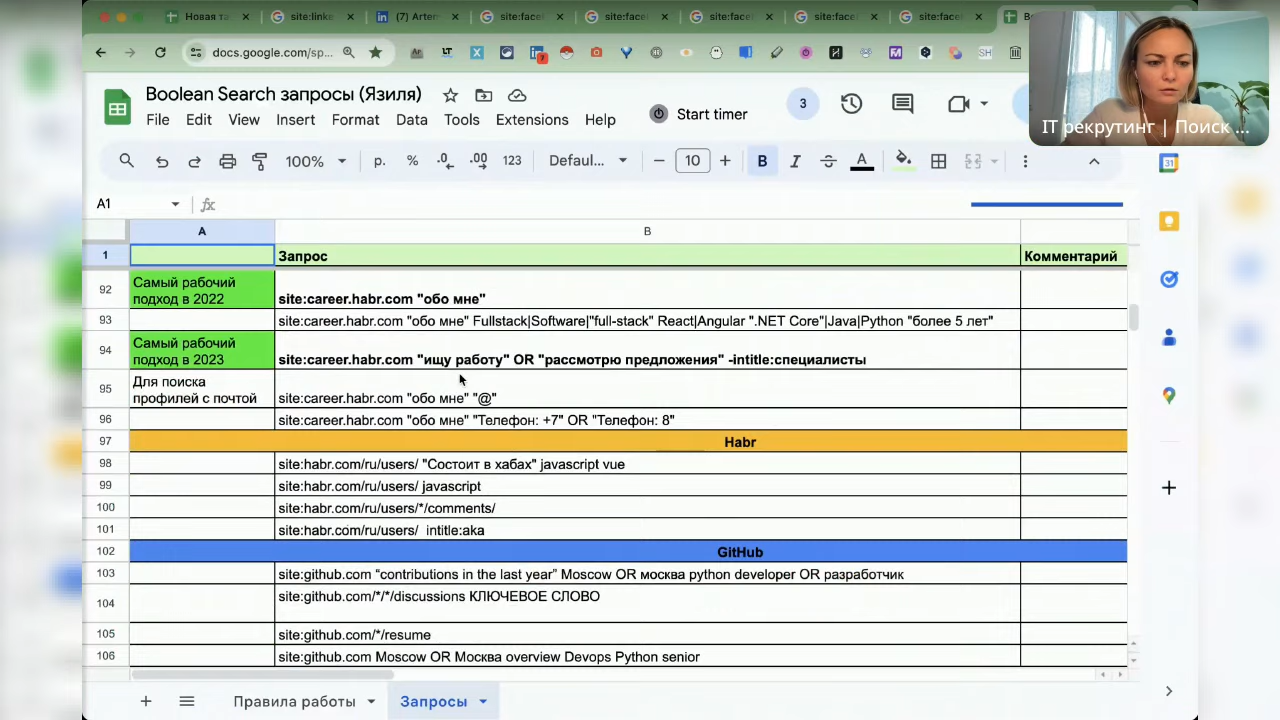 Новая та
site:linke
(7) Artem
site:facel
site:facel
site:facel
site:facel
site:facel
docs.google.com/sp...
Boolean Search запросы (Язиля)
File Edit View Insert Format Data Tools Extensions Help
Start timer
3
IT рекрутинг | Поиск ...
100% р. % .0 .00 123 Defaul... 10 B I A
A1
fx
A B
1 Запрос Комментарий
92 Самый рабочий подход в 2022 site:career.habr.com "обо мне"
93 site:career.habr.com "обо мне" Fullstack|Software|"full-stack" React|Angular ".NET Core"|Java|Python "более 5 лет"
94 Самый рабочий подход в 2023 site:career.habr.com "ищу работу" OR "рассмотрю предложения" -intitle:специалисты
95 Для поиска профилей с почтой site:career.habr.com "обо мне" "@"
96 site:career.habr.com "обо мне" "Телефон: +7" OR "Телефон: 8"
97 Habr
98 site:habr.com/ru/users/ "Состоит в хабах" javascript vue
99 site:habr.com/ru/users/ javascript
100 site:habr.com/ru/users/*/comments/
101 site:habr.com/ru/users/  intitle:aka
102 GitHub
103 site:github.com “contributions in the last year” Moscow OR москва python developer OR разработчик
104 site:github.com/*/*/discussions КЛЮЧЕВОЕ СЛОВО
105 site:github.com/*/resume
106 site:github.com Moscow OR Москва overview Devops Python senior
Правила работы
Запросы